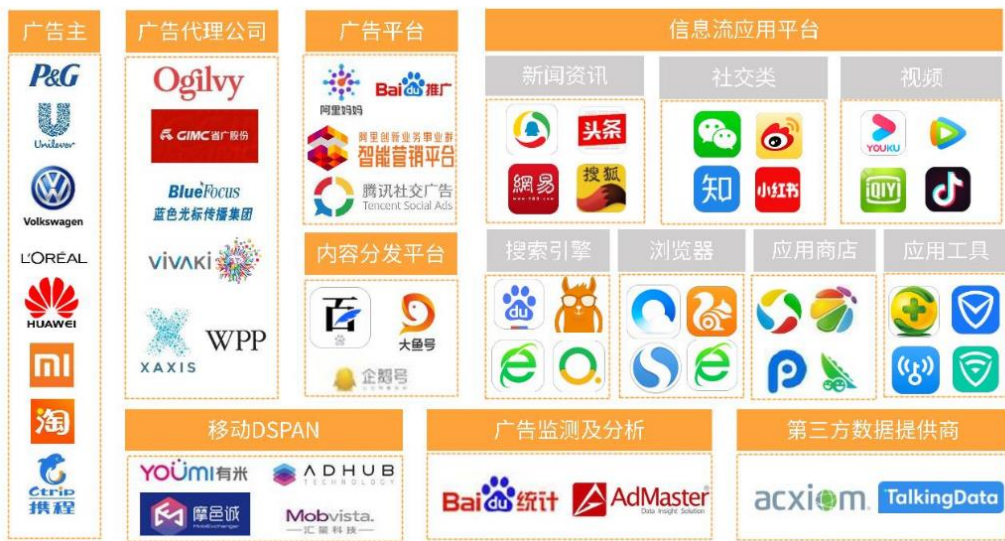 广告主
P&G
Unilever
Volkswagen
L'ORÉAL
HUAWEI
MI
淘
Ctrip
携程
广告代理公司
Ogilvy
GIMC省广股份
BlueFocus
蓝色光标传播集团
VIVAKI
XAXIS
WPP
广告平台
阿里妈妈
Baidu推广
阿里创新业务事业群
智能营销平台
腾讯社交广告
Tencent Social Ads
内容分发平台
百
大鱼号
企鹅号
信息流应用平台
新闻资讯
头条
網易
www.163.com
搜狐
社交类
知
小红书
视频
YOUKU
iQIYI
搜索引擎
du
浏览器
应用商店
应用工具
移动DSPAN
YOUMI有米
ADHUB
TECHNOLOGY
摩邑诚
Mobvista.
汇量科技
广告监测及分析
Baidu统计
AdMaster
Data Insight Solution
第三方数据提供商
acxiom.
TalkingData